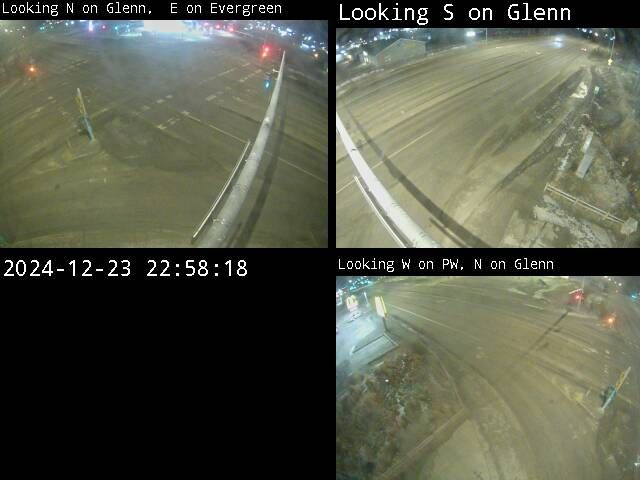 Looking N on Glenn, E on Evergreen
Looking S on Glenn
2024-12-23 22:58:18
Looking W on PW, N on Glenn